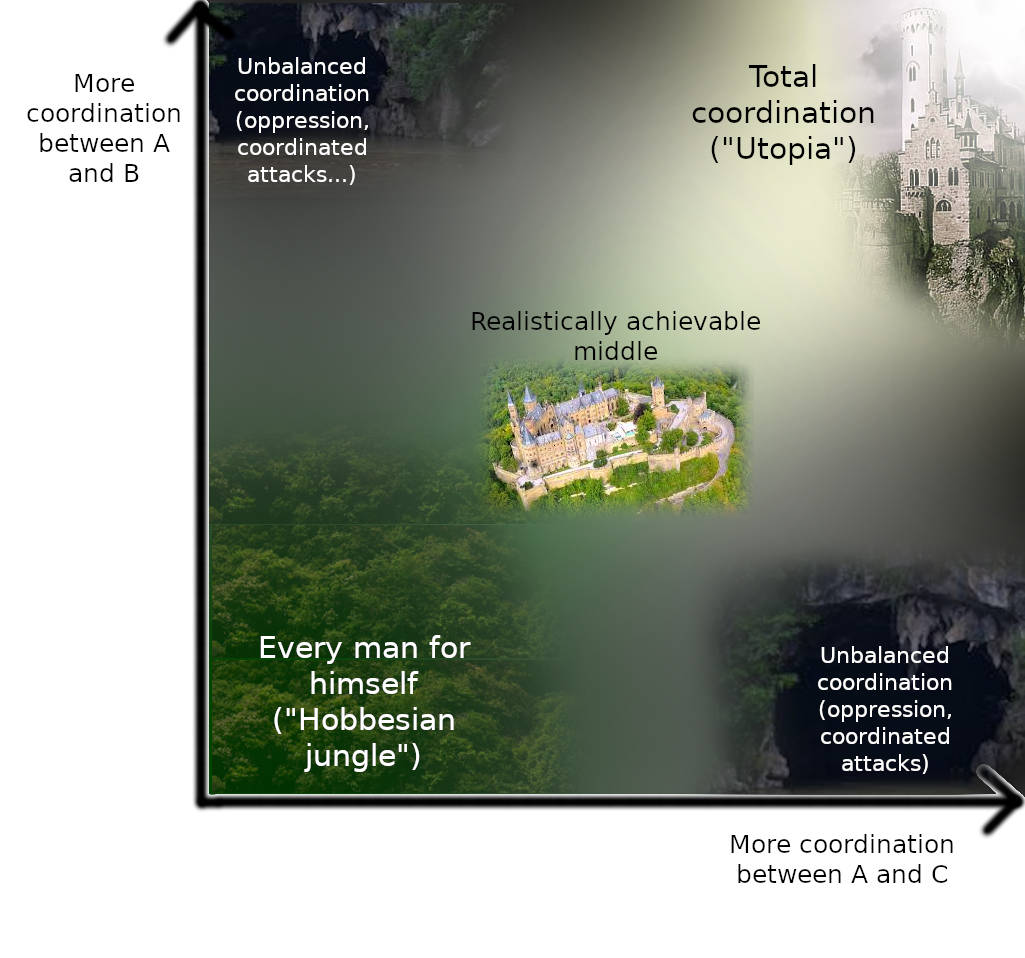 More
coordination
between A
and B
Unbalanced
coordination
(oppression,
coordinated
attacks...)
Total
coordination
("Utopia")
Realistically achievable
middle
Every man for
himself
("Hobbesian
jungle")
Unbalanced
coordination
(oppression,
coordinated
attacks)
More coordination
between A and C